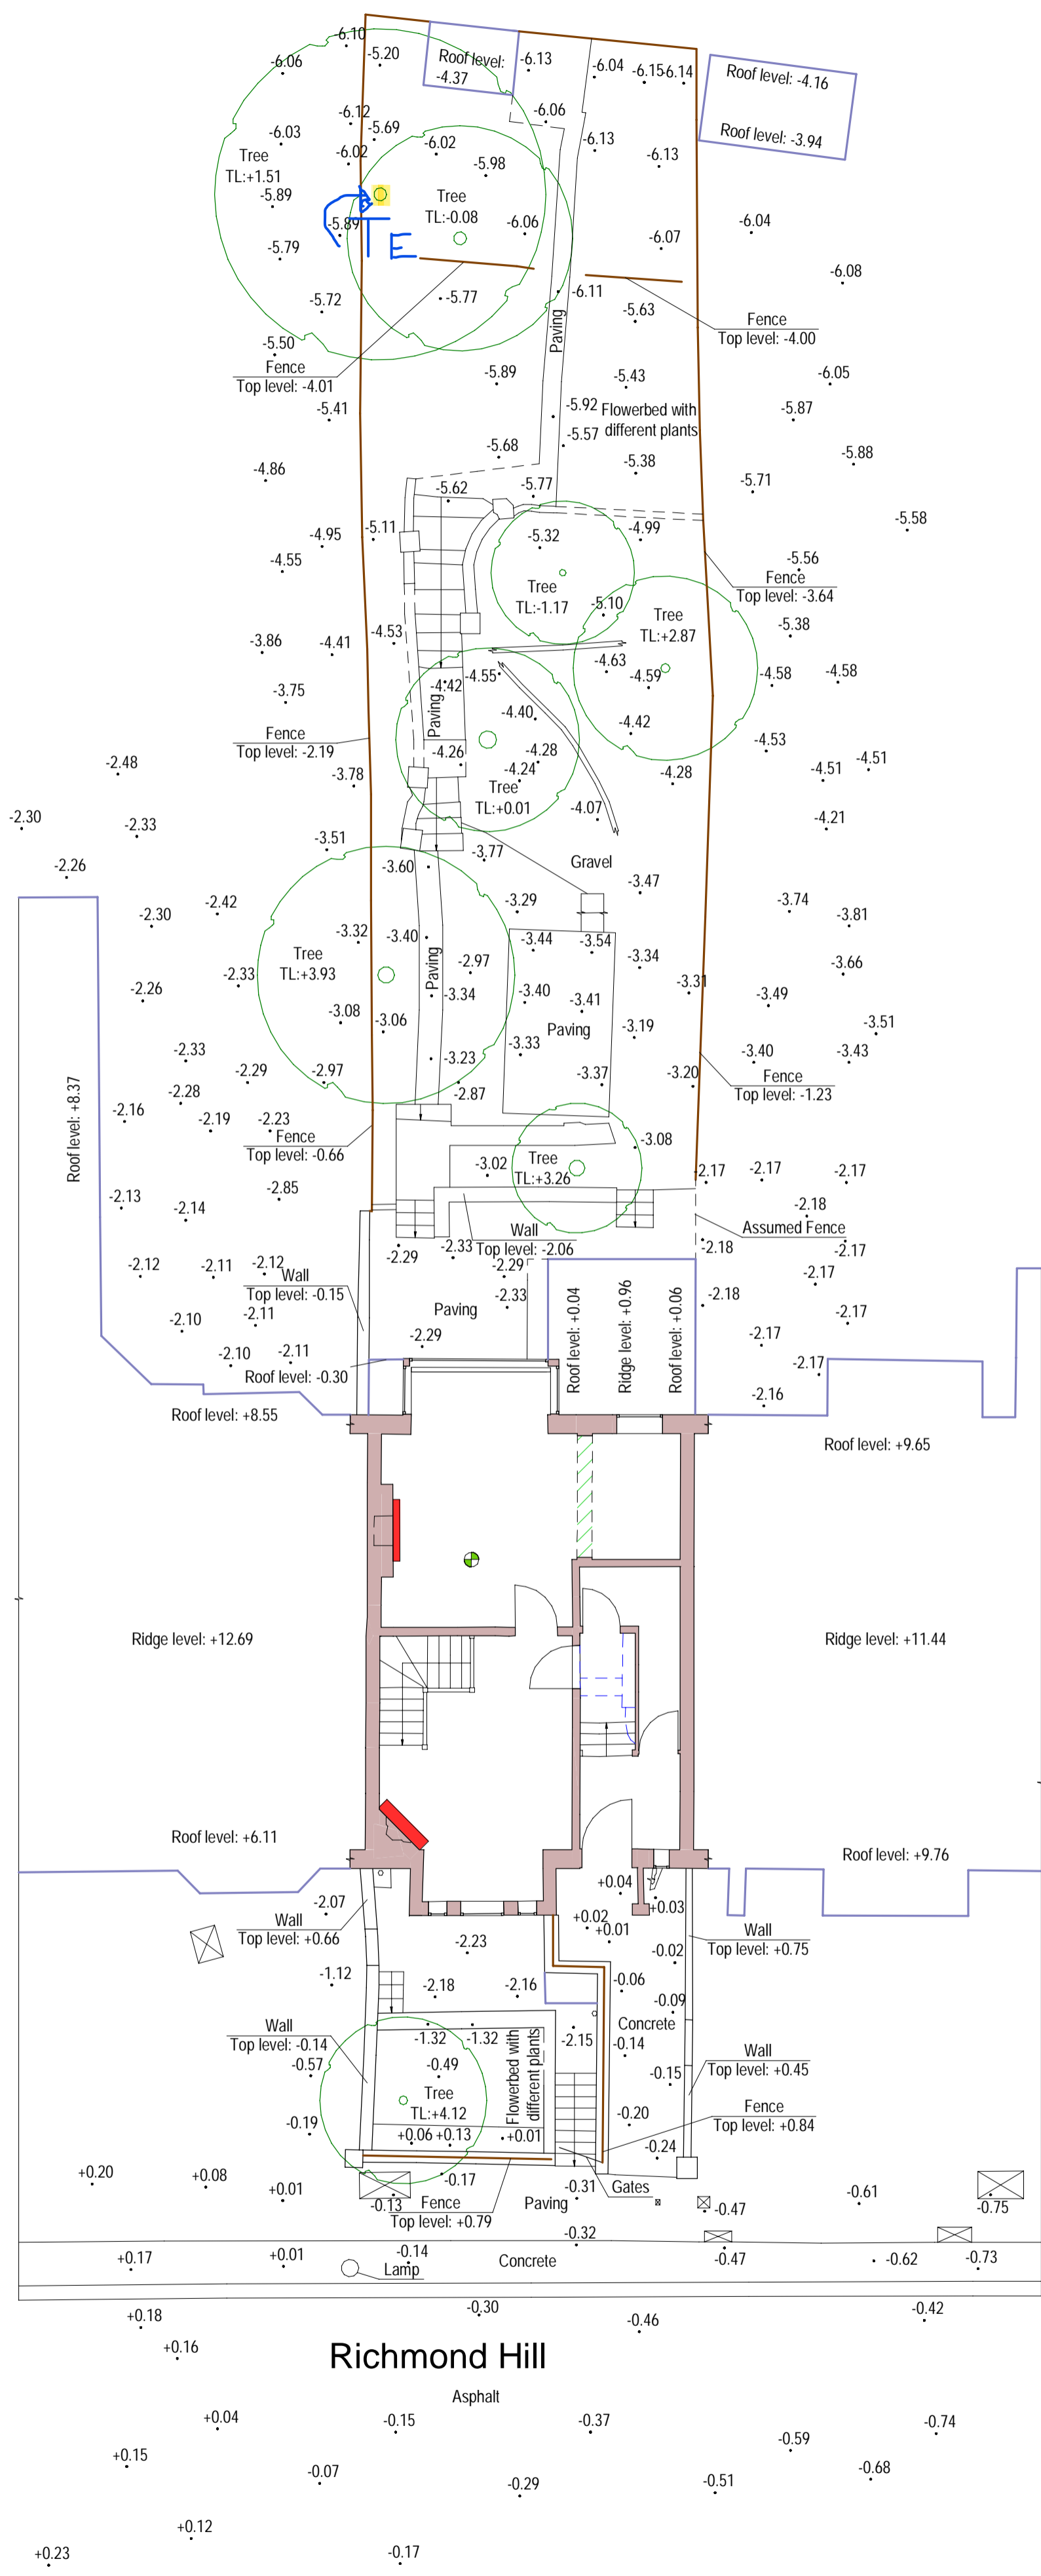 -6.10
-6.06
-5.20
Roof level:
-4.37
-6.13
-6.04
-6.15
-6.14
Roof level: -4.16
Roof level: -3.94
-6.12
-5.69
-6.06
-6.03
-6.02
-6.02
-5.98
-6.13
-6.13
Tree
TL:+1.51
-5.89
Tree
TL:-0.08
-5.89
TE
-6.06
-6.04
-6.07
-5.79
-5.72
-5.77
-6.11
-5.63
-6.08
Paving
Fence
Top level: -4.00
-5.50
Fence
Top level: -4.01
-5.89
-5.43
-6.05
-5.41
-5.92
Flowerbed with
different plants
-5.87
-5.57
-5.68
-5.38
-5.88
-4.86
-5.62
-5.77
-5.71
-5.11
-4.95
-5.32
-4.99
-5.58
-4.55
-5.56
Fence
Top level: -3.64
Tree
TL:-1.17
-5.10
Tree
TL:+2.87
-5.38
-3.86
-4.41
-4.53
-4.55
-4.63
-4.59
-4.58
-4.58
-4.42
-3.75
Paving
-4.40
-4.42
Fence
Top level: -2.19
-4.26
-4.28
-4.53
-2.48
-3.78
-4.24
-4.28
-4.51
-4.51
Tree
TL:+0.01
-4.07
-2.30
-2.33
-4.21
-3.51
-3.77
Gravel
-2.26
-3.60
-3.47
-2.42
-2.30
-3.29
-3.74
-3.81
-3.32
-3.40
-3.44
-3.54
Tree
TL:+3.93
Paving
-2.97
-3.34
-3.66
-2.33
-2.26
-3.34
-3.40
-3.41
-3.31
-3.49
-3.08
-3.06
Paving
-3.19
-3.51
-2.33
-3.23
-3.33
-3.40
-3.43
-2.29
-2.97
-2.87
-3.37
-3.20
Fence
Top level: -1.23
Roof level: +8.37
-2.28
-2.16
-2.19
-2.23
Fence
Top level: -0.66
-3.08
-3.02
Tree
TL:+3.26
-2.17
-2.17
-2.17
-2.13
-2.85
-2.14
-2.18
Assumed Fence
Wall
Top level: -2.06
-2.29
-2.33
-2.18
-2.17
-2.12
-2.11
-2.12
-2.29
-2.17
Wall
Top level: -0.15
-2.33
-2.18
Paving
Roof level: +0.04
Ridge level: +0.96
Roof level: +0.06
-2.10
-2.11
-2.17
-2.29
-2.17
-2.10
-2.11
-2.17
Roof level: -0.30
-2.16
Roof level: +8.55
Roof level: +9.65
Ridge level: +12.69
Ridge level: +11.44
Roof level: +6.11
Roof level: +9.76
+0.04
-2.07
+0.03
Wall
Top level: +0.66
+0.02
+0.01
Wall
Top level: +0.75
-2.23
-0.02
-1.12
-2.18
-2.16
-0.06
-0.09
Wall
Top level: -0.14
-1.32
-1.32
Flowerbed with
different plants
-2.15
Concrete
-0.14
Wall
Top level: +0.45
-0.57
-0.49
-0.15
Tree
TL:+4.12
Fence
Top level: +0.84
-0.19
+0.06
+0.13
+0.01
-0.20
-0.24
+0.20
+0.08
+0.01
-0.17
-0.31
Gates
-0.13
Fence
Top level: +0.79
Paving
-0.47
-0.61
-0.75
-0.32
+0.17
+0.01
-0.14
Lamp
Concrete
-0.47
-0.62
-0.73
+0.18
-0.30
-0.46
-0.42
+0.16
Richmond Hill
Asphalt
+0.04
-0.15
-0.37
-0.74
-0.59
+0.15
-0.07
-0.29
-0.51
-0.68
+0.12
+0.23
-0.17